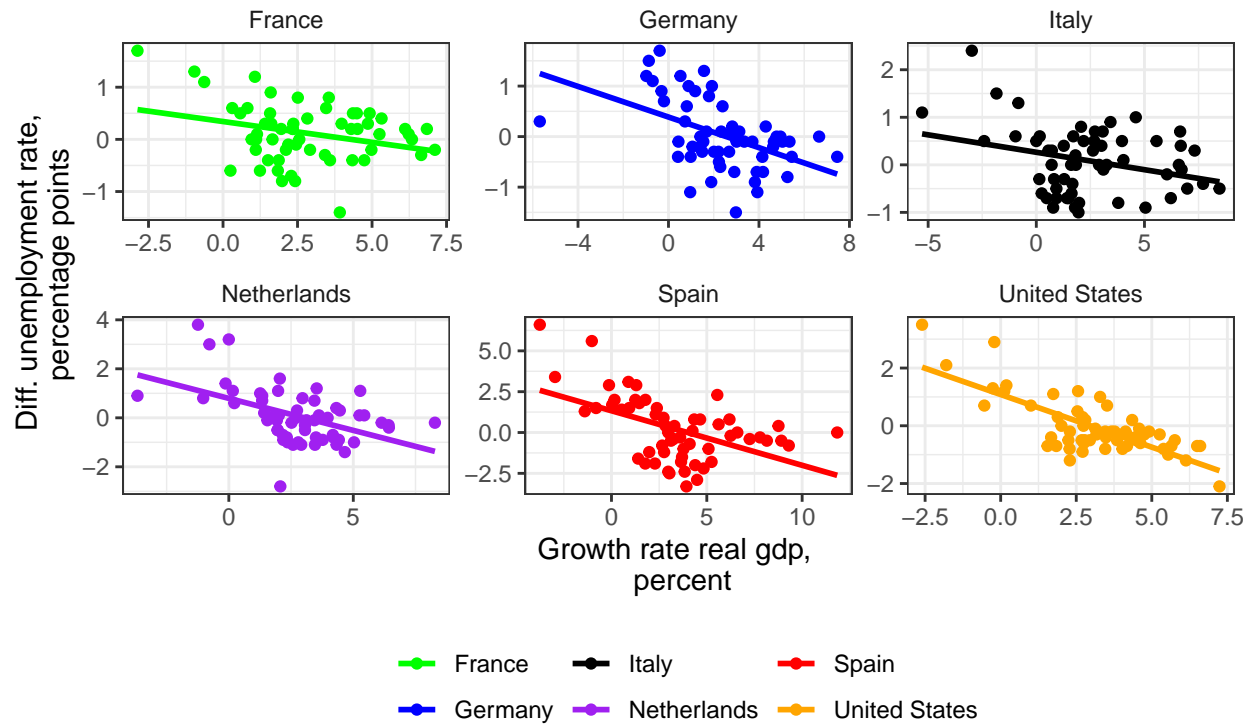 France
Germany
Italy
1
0
−1
−2.5
0.0
2.5
5.0
7.5
1
0
−1
−4
0
4
8
2
1
0
−1
−5
0
5
Netherlands
Spain
United States
4
2
0
−2
0
5
5.0
2.5
0.0
−2.5
0
5
10
2
0
−2
−2.5
0.0
2.5
5.0
7.5
Diff. unemployment rate,
percentage points
Growth rate real gdp,
percent
France
Italy
Spain
Germany
Netherlands
United States